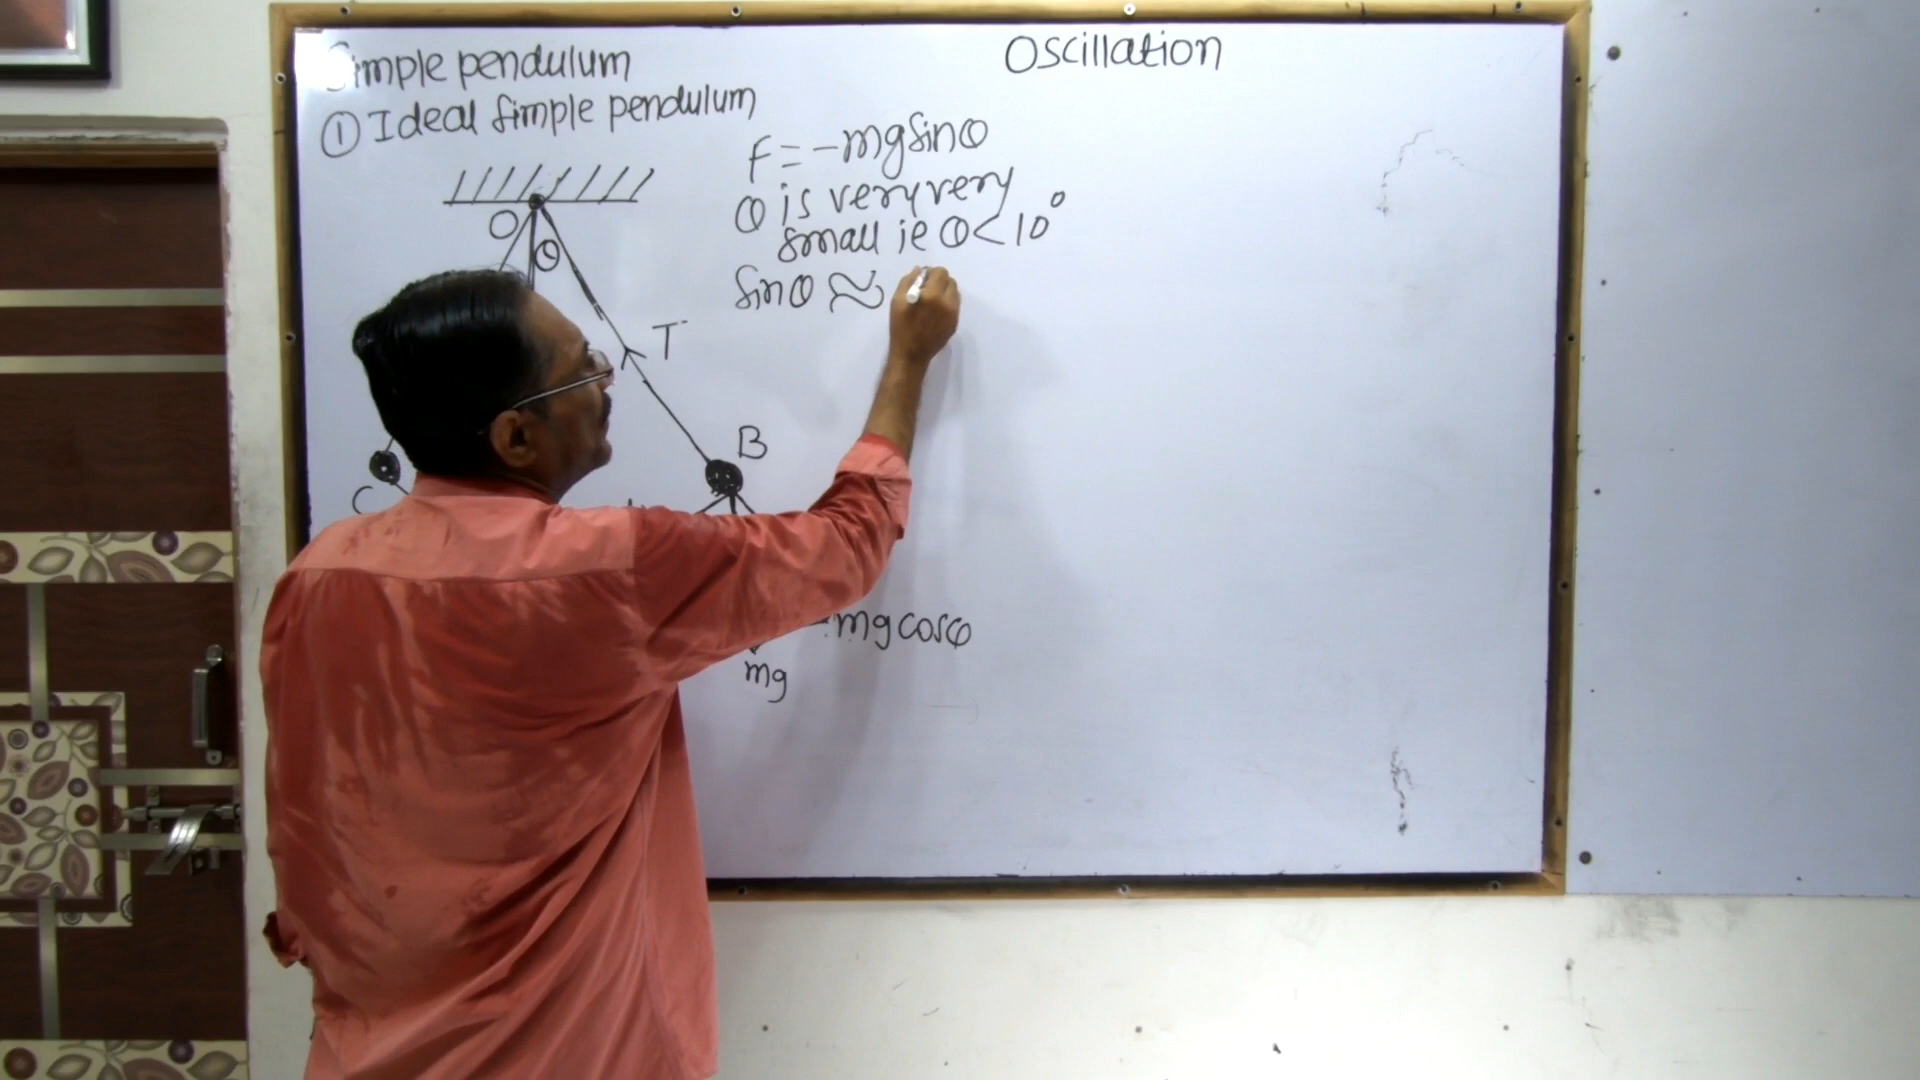 Simple pendulum
Oscillation
① Ideal Simple pendulum
F = -mg sinθ
θ is very very
small ie θ < 10°
sinθ ≈
O
θ
T
B
C
mg cosθ
mg